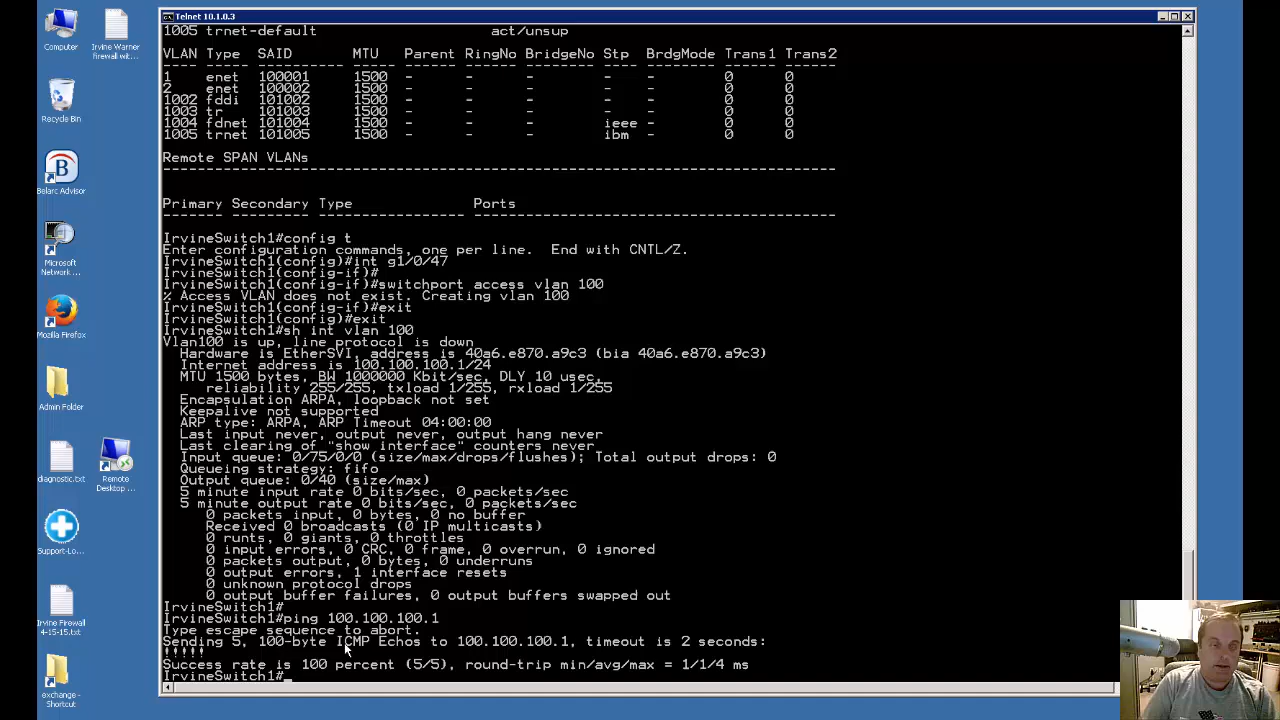 Telnet 10.1.0.3
1005 trnet-default act/unsup
VLAN Type SAID MTU Parent RingNo BridgeNo Stp BrdgMode Trans1 Trans2
---- ----- ---------- ----- ------ ------ -------- ---- -------- ------ ------
1 enet 100001 1500 - - - - - 0 0
2 enet 100002 1500 - - - - - 0 0
1002 fddi 101002 1500 - - - - - 0 0
1003 tr 101003 1500 - - - - - 0 0
1004 fdnet 101004 1500 - - - ieee - 0 0
1005 trnet 101005 1500 - - - ibm - 0 0
Remote SPAN VLANs
------------------------------------------------------------------------------
Primary Secondary Type Ports
------- --------- ----------------- ------------------------------------------
IrvineSwitch1#config t
Enter configuration commands, one per line. End with CNTL/Z.
IrvineSwitch1(config)#int g1/0/47
IrvineSwitch1(config-if)#
IrvineSwitch1(config-if)#switchport access vlan 100
% Access VLAN does not exist. Creating vlan 100
IrvineSwitch1(config-if)#exit
IrvineSwitch1(config)#exit
IrvineSwitch1#sh int vlan 100
Vlan100 is up, line protocol is down
Hardware is EtherSVI, address is 40a6.e870.a9c3 (bia 40a6.e870.a9c3)
Internet address is 100.100.100.1/24
MTU 1500 bytes, BW 1000000 Kbit/sec, DLY 10 usec,
reliability 255/255, txload 1/255, rxload 1/255
Encapsulation ARPA, loopback not set
Keepalive not supported
ARP type: ARPA, ARP Timeout 04:00:00
Last input never, output never, output hang never
Last clearing of "show interface" counters never
Input queue: 0/75/0/0 (size/max/drops/flushes); Total output drops: 0
Queueing strategy: fifo
Output queue: 0/40 (size/max)
5 minute input rate 0 bits/sec, 0 packets/sec
5 minute output rate 0 bits/sec, 0 packets/sec
0 packets input, 0 bytes, 0 no buffer
Received 0 broadcasts (0 IP multicasts)
0 runts, 0 giants, 0 throttles
0 input errors, 0 CRC, 0 frame, 0 overrun, 0 ignored
0 packets output, 0 bytes, 0 underruns
0 output errors, 1 interface resets
0 unknown protocol drops
0 output buffer failures, 0 output buffers swapped out
IrvineSwitch1#
IrvineSwitch1#ping 100.100.100.1
Type escape sequence to abort.
Sending 5, 100-byte ICMP Echos to 100.100.100.1, timeout is 2 seconds:
!!!!!
Success rate is 100 percent (5/5), round-trip min/avg/max = 1/1/4 ms
IrvineSwitch1#
Computer
Irvine Warner
firewall wit...
Recycle Bin
Belarc Advisor
Microsoft
Network ...
Mozilla Firefox
Admin Folder
diagnostic.txt
Remote
Desktop ...
Support-Lo...
Irvine Firewall
4-15-15.txt
exchange -
Shortcut